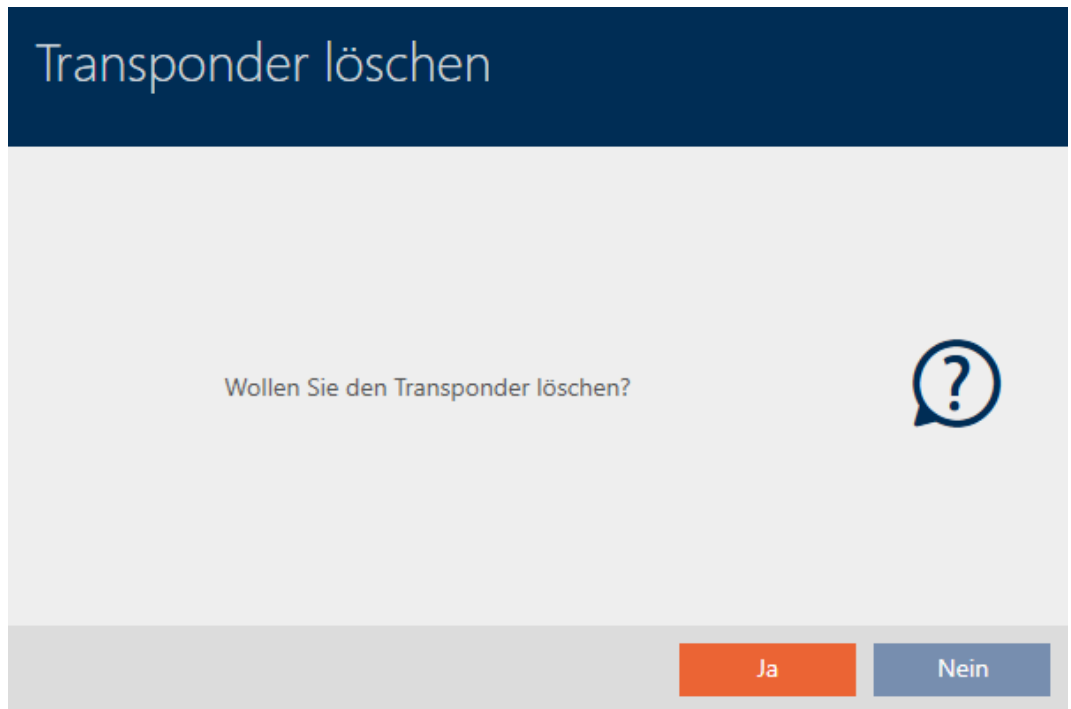 Transponder löschen
Wollen Sie den Transponder löschen?
?
Ja
Nein